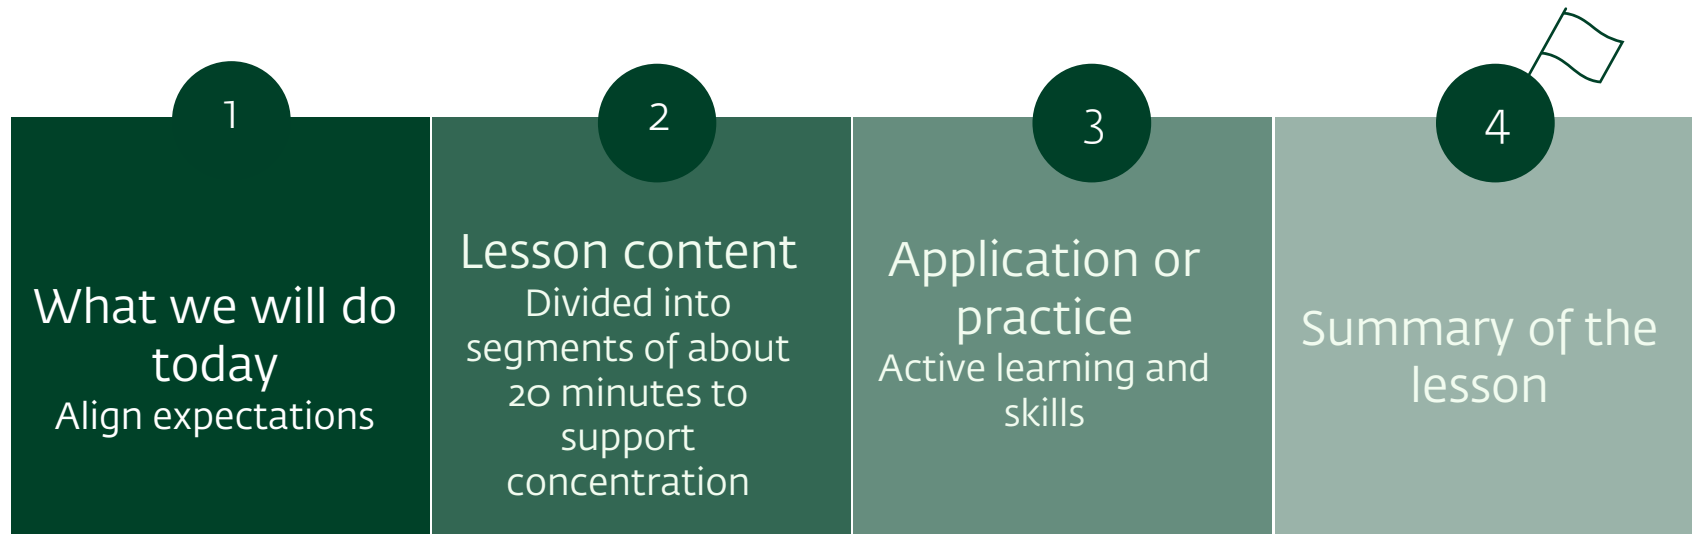 1
What we will do
today
Align expectations
2
Lesson content
Divided into
segments of about
20 minutes to
support
concentration
3
Application or
practice
Active learning and
skills
4
Summary of the
lesson